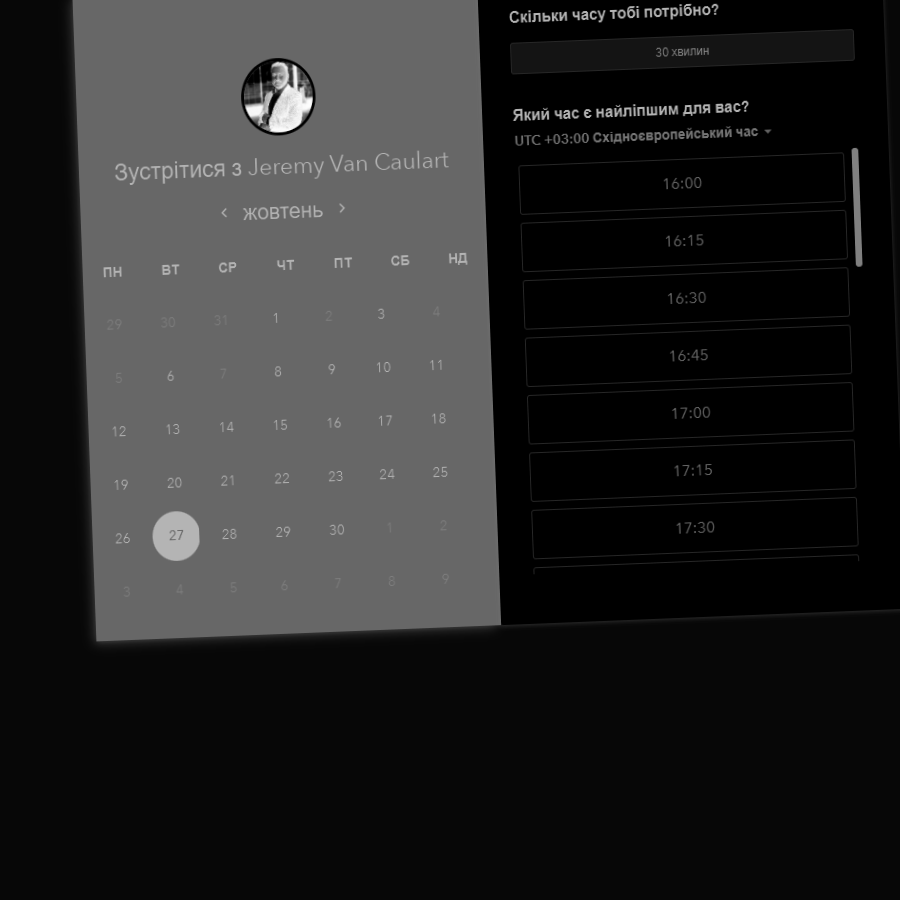 Зустрітися з Jeremy Van Caulart
жовтень
ПН ВТ СР ЧТ ПТ СБ НД
29 30 31 1 2 3 4
5 6 7 8 9 10 11
12 13 14 15 16 17 18
19 20 21 22 23 24 25
26 27 28 29 30 1 2
3 4 5 6 7 8 9
Скільки часу тобі потрібно?
30 хвилин
Який час є найліпшим для вас?
UTC +03:00 Східноєвропейський час
16:00
16:15
16:30
16:45
17:00
17:15
17:30